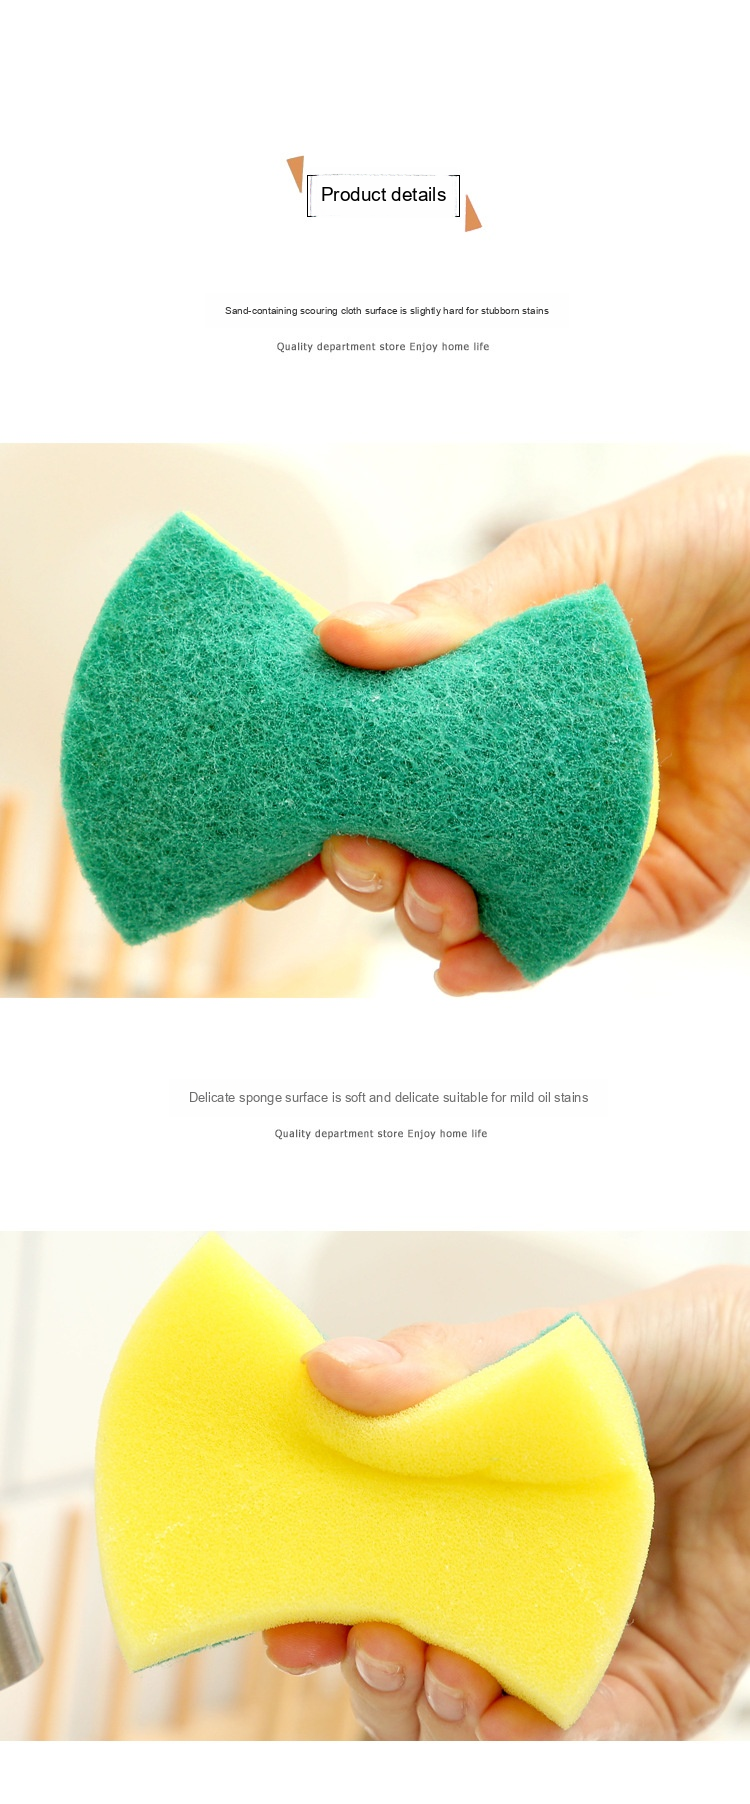 Product details
Sand-containing scouring cloth surface is slightly hard for stubborn stains
Quality department store Enjoy home life
Delicate sponge surface is soft and delicate suitable for mild oil stains
Quality department store Enjoy home life